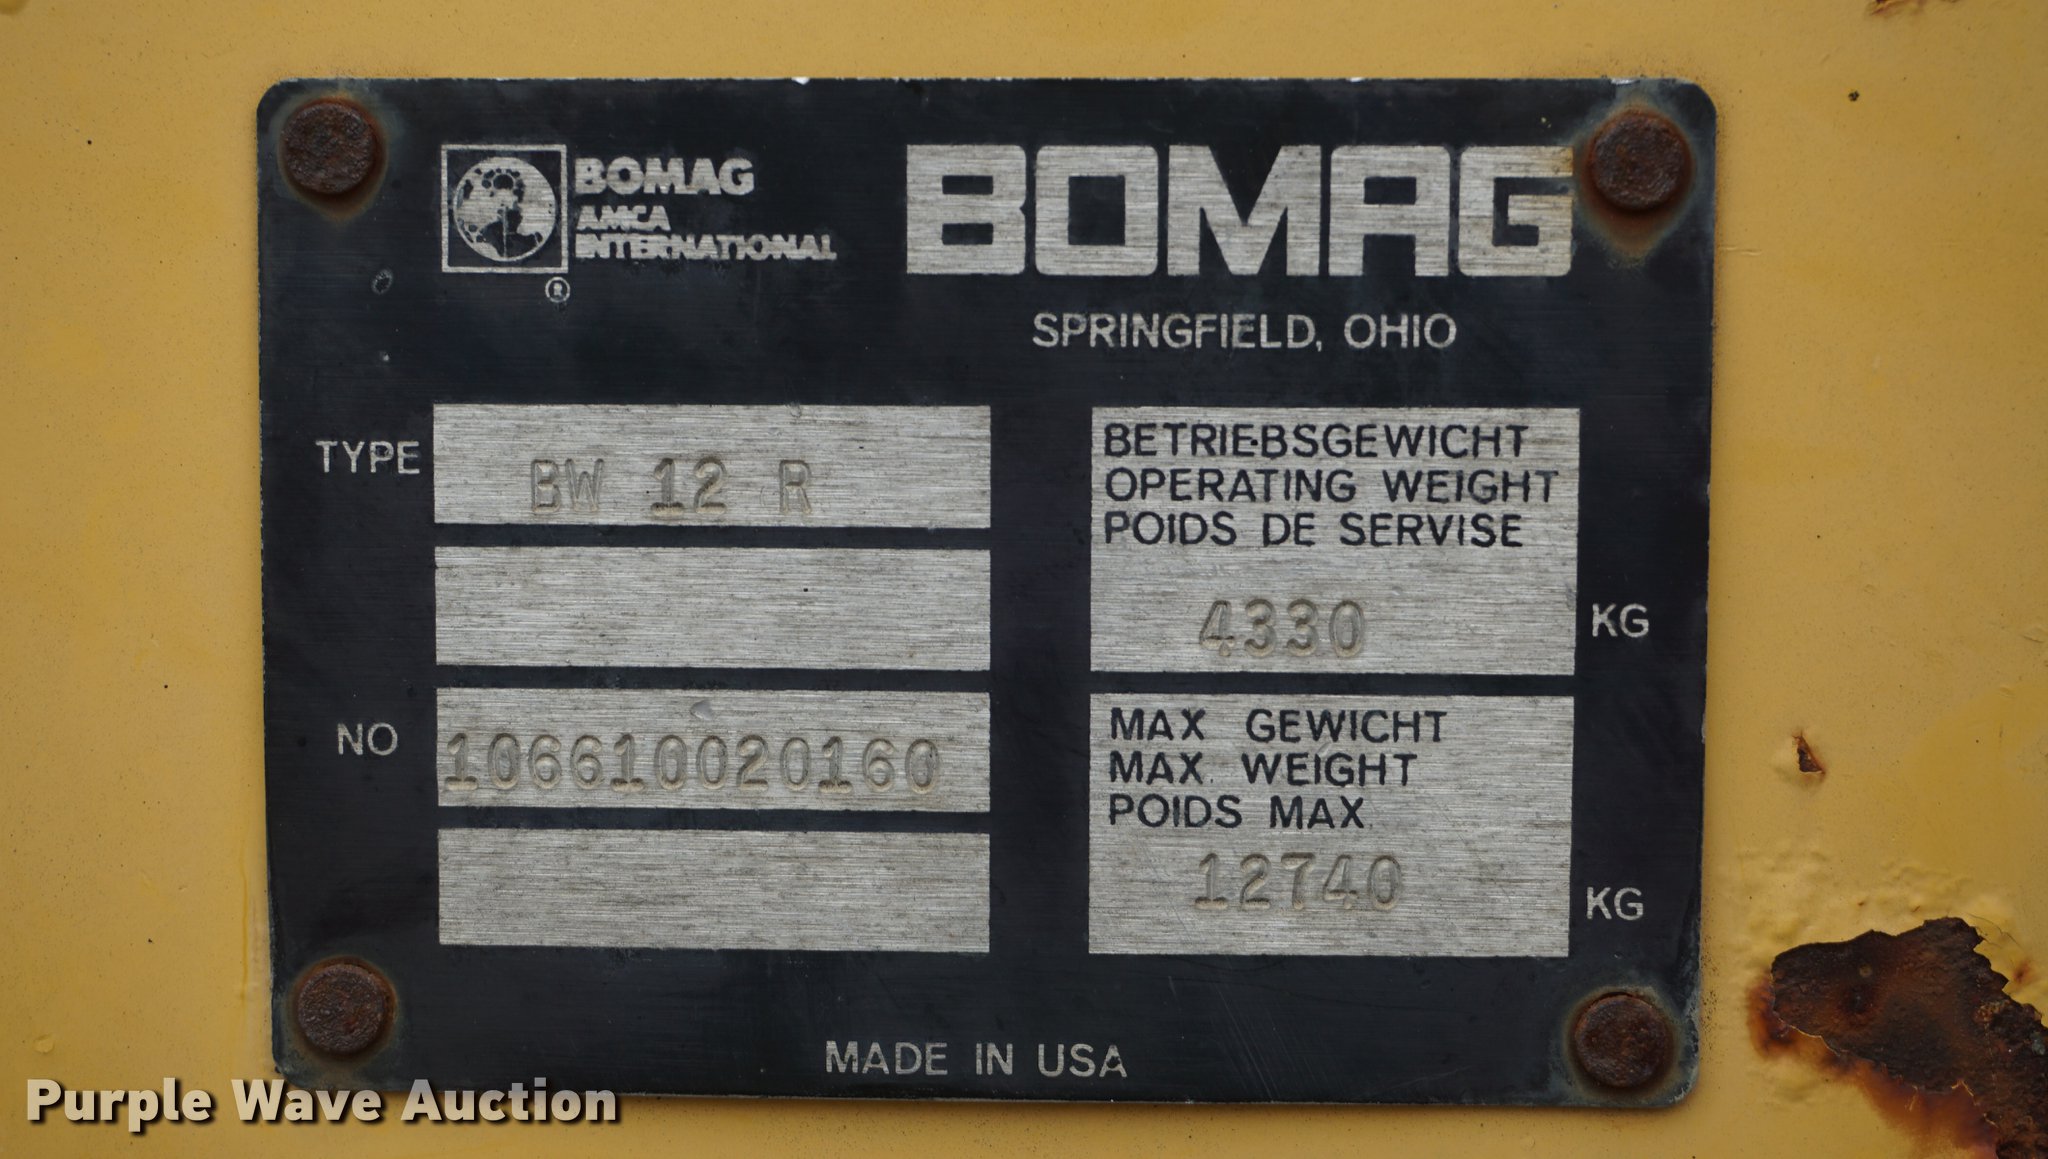 BOMAG
AMCA
INTERNATIONAL
®
BOMAG
SPRINGFIELD, OHIO
TYPE
BW 12 R
NO
106610020160
BETRIEBSGEWICHT
OPERATING WEIGHT
POIDS DE SERVISE
4330
KG
MAX GEWICHT
MAX. WEIGHT
POIDS MAX.
12740
KG
MADE IN USA
Purple Wave Auction